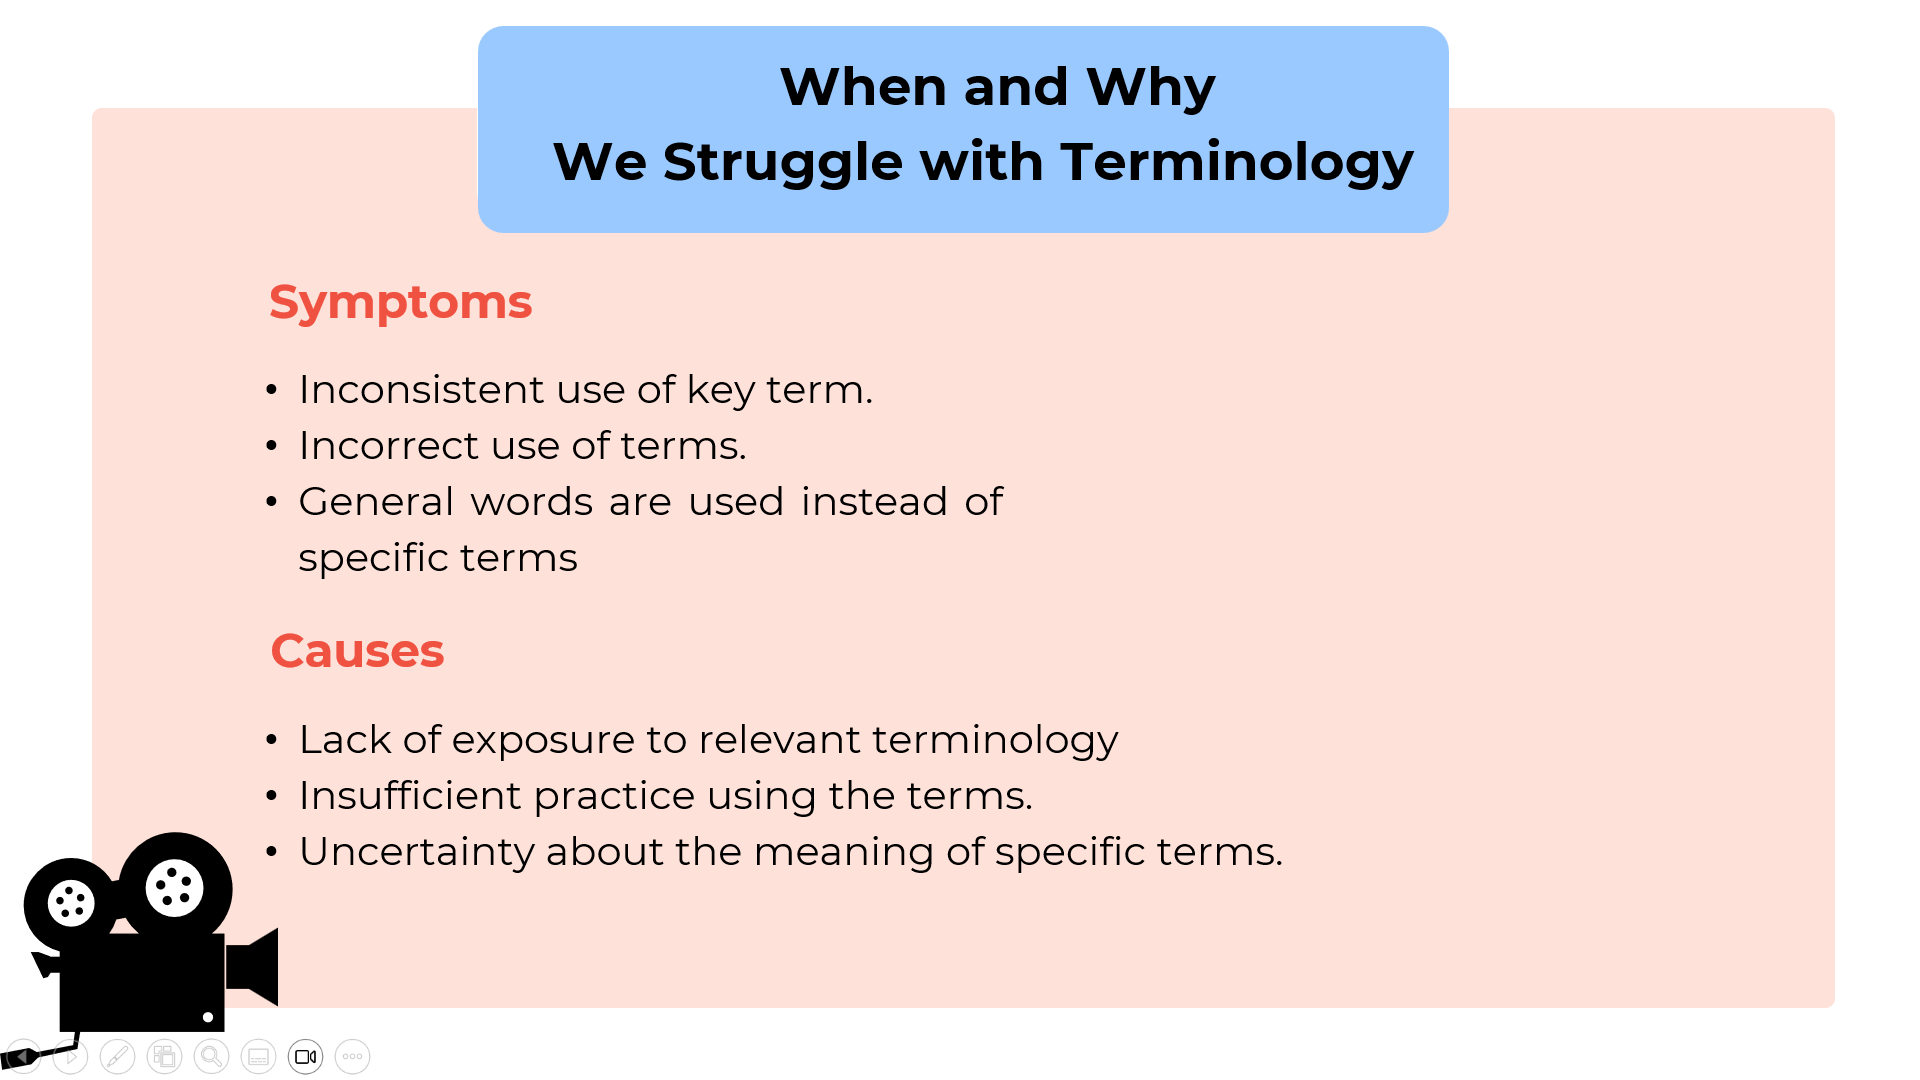 When and Why
We Struggle with Terminology
Symptoms
• Inconsistent use of key term.
• Incorrect use of terms.
• General words are used instead of
specific terms
Causes
• Lack of exposure to relevant terminology
• Insufficient practice using the terms.
• Uncertainty about the meaning of specific terms.